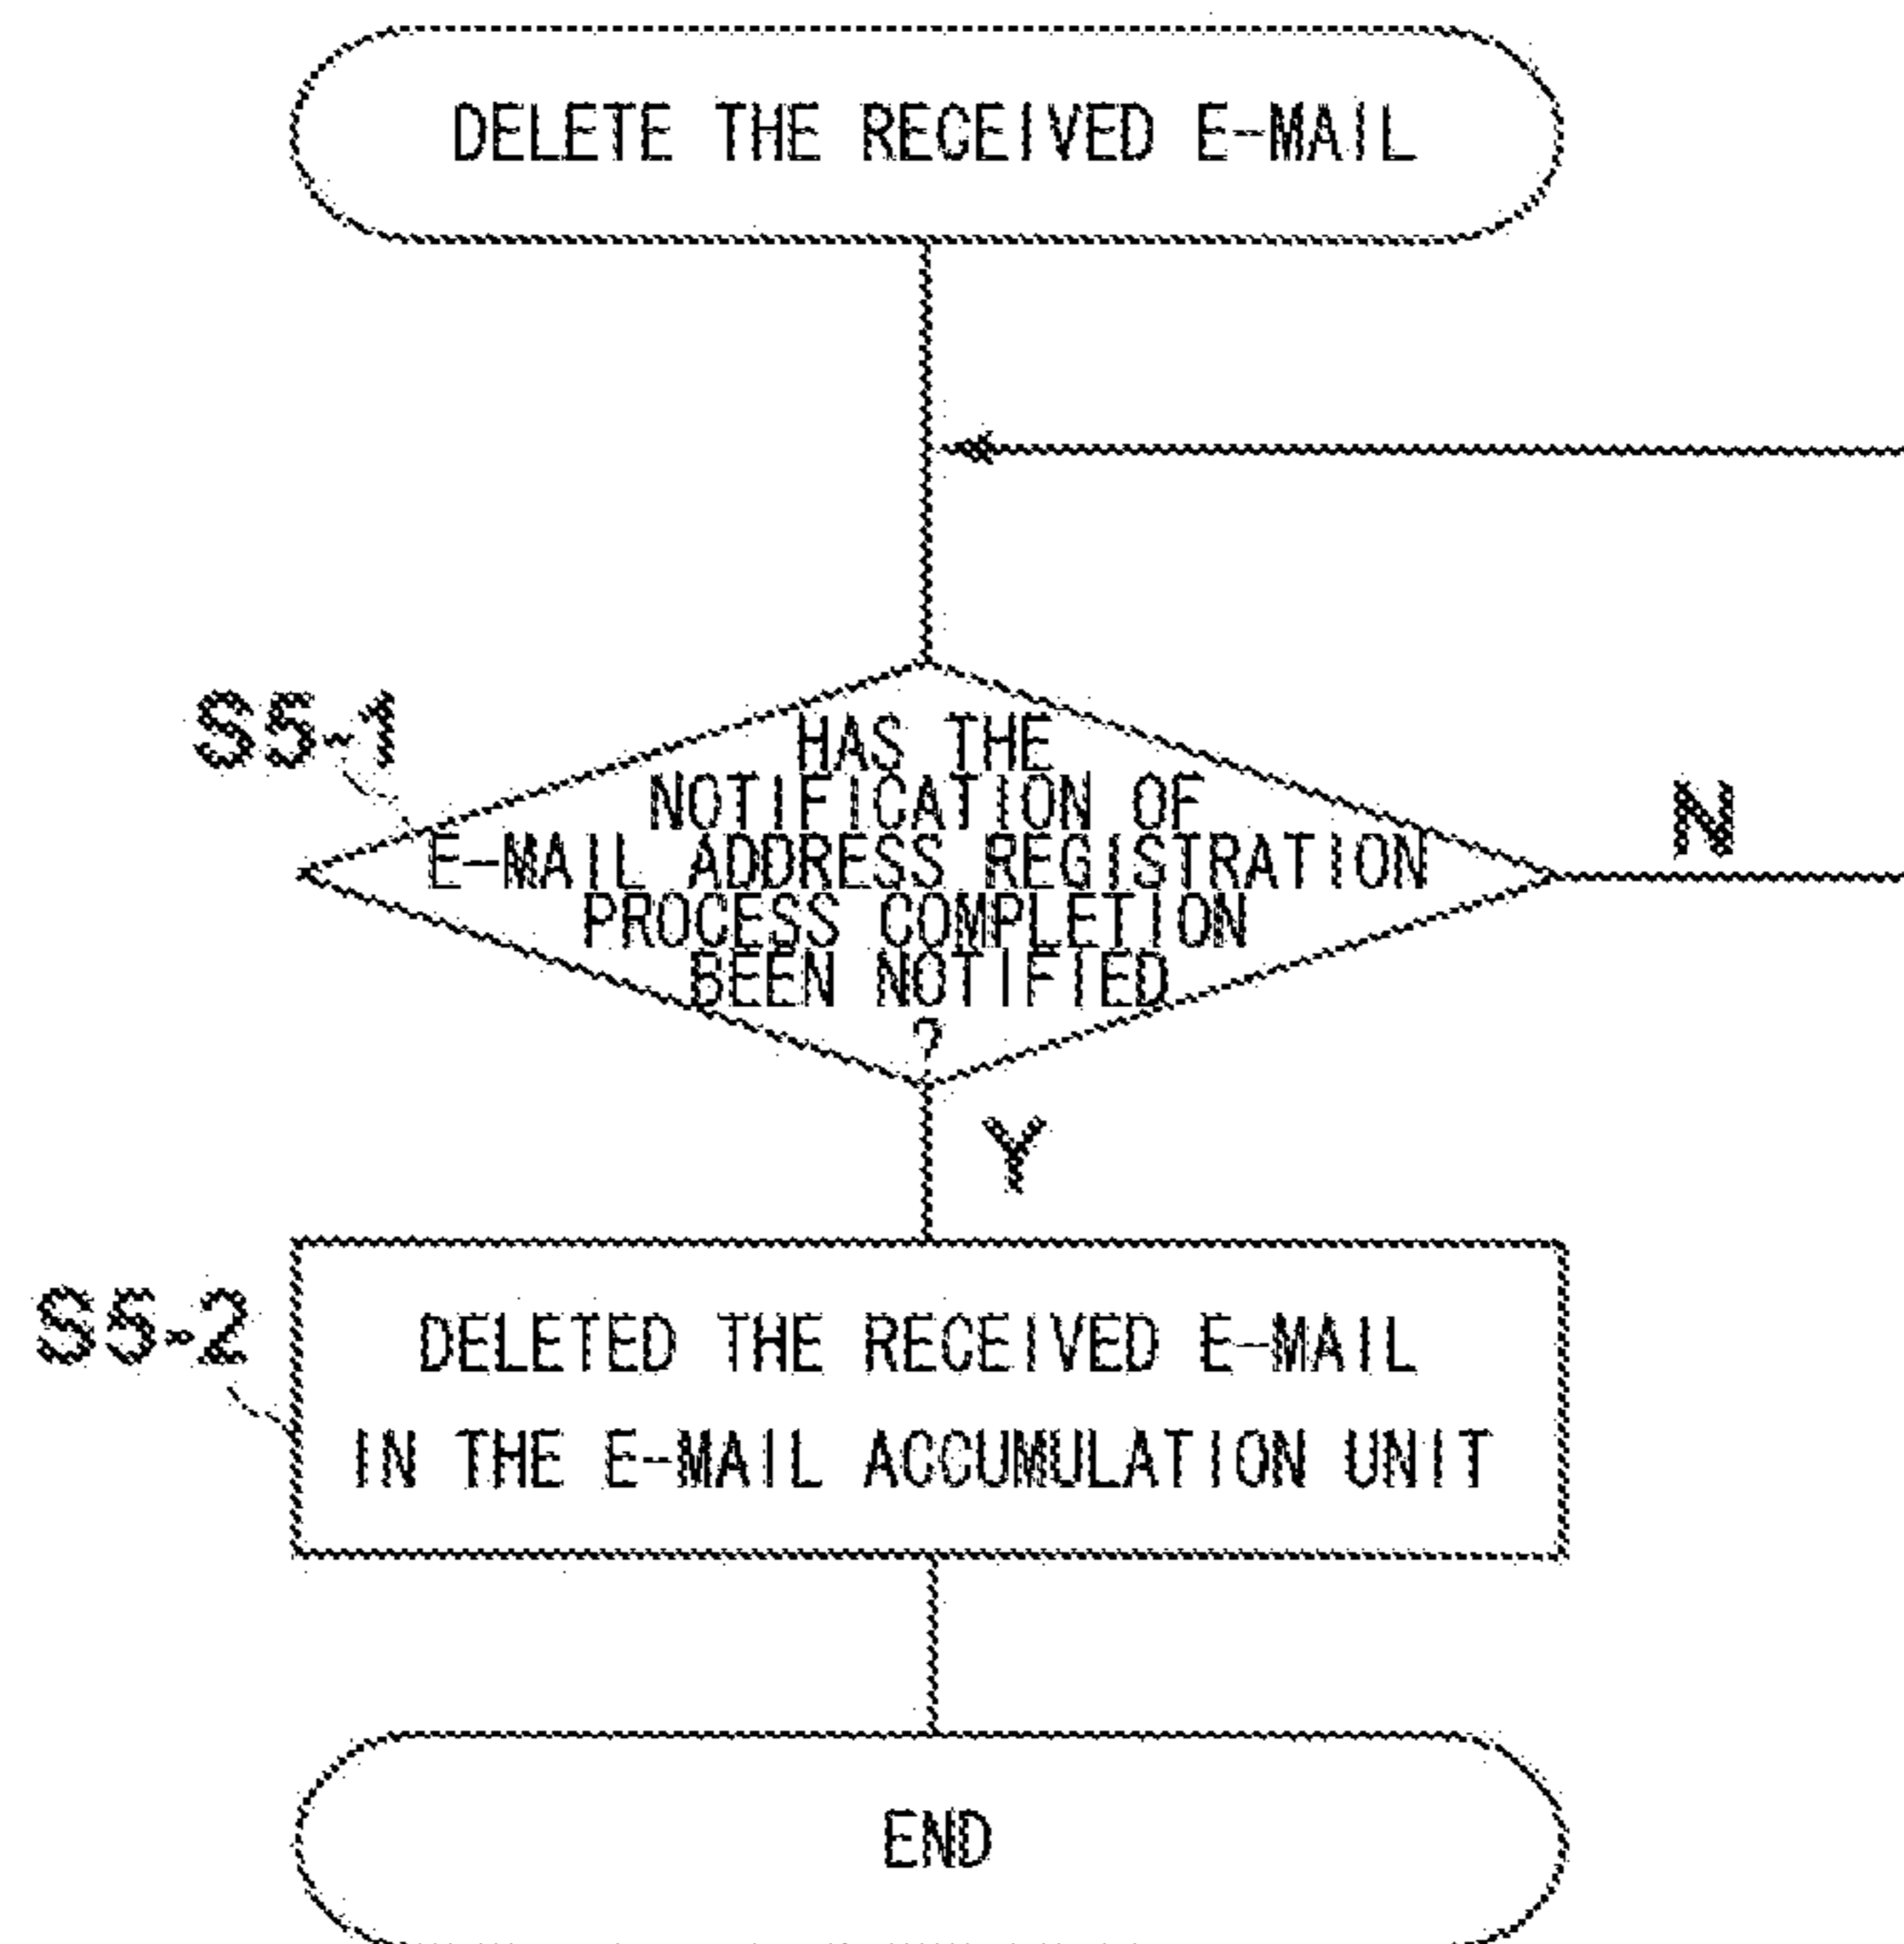 DELETE THE RECEIVED E-MAIL
S5-1
HAS THE
NOTIFICATION OF
E-MAIL ADDRESS REGISTRATION
PROCESS COMPLETION
BEEN NOTIFIED
?
N
Y
S5-2
DELETED THE RECEIVED E-MAIL
IN THE E-MAIL ACCUMULATION UNIT
END